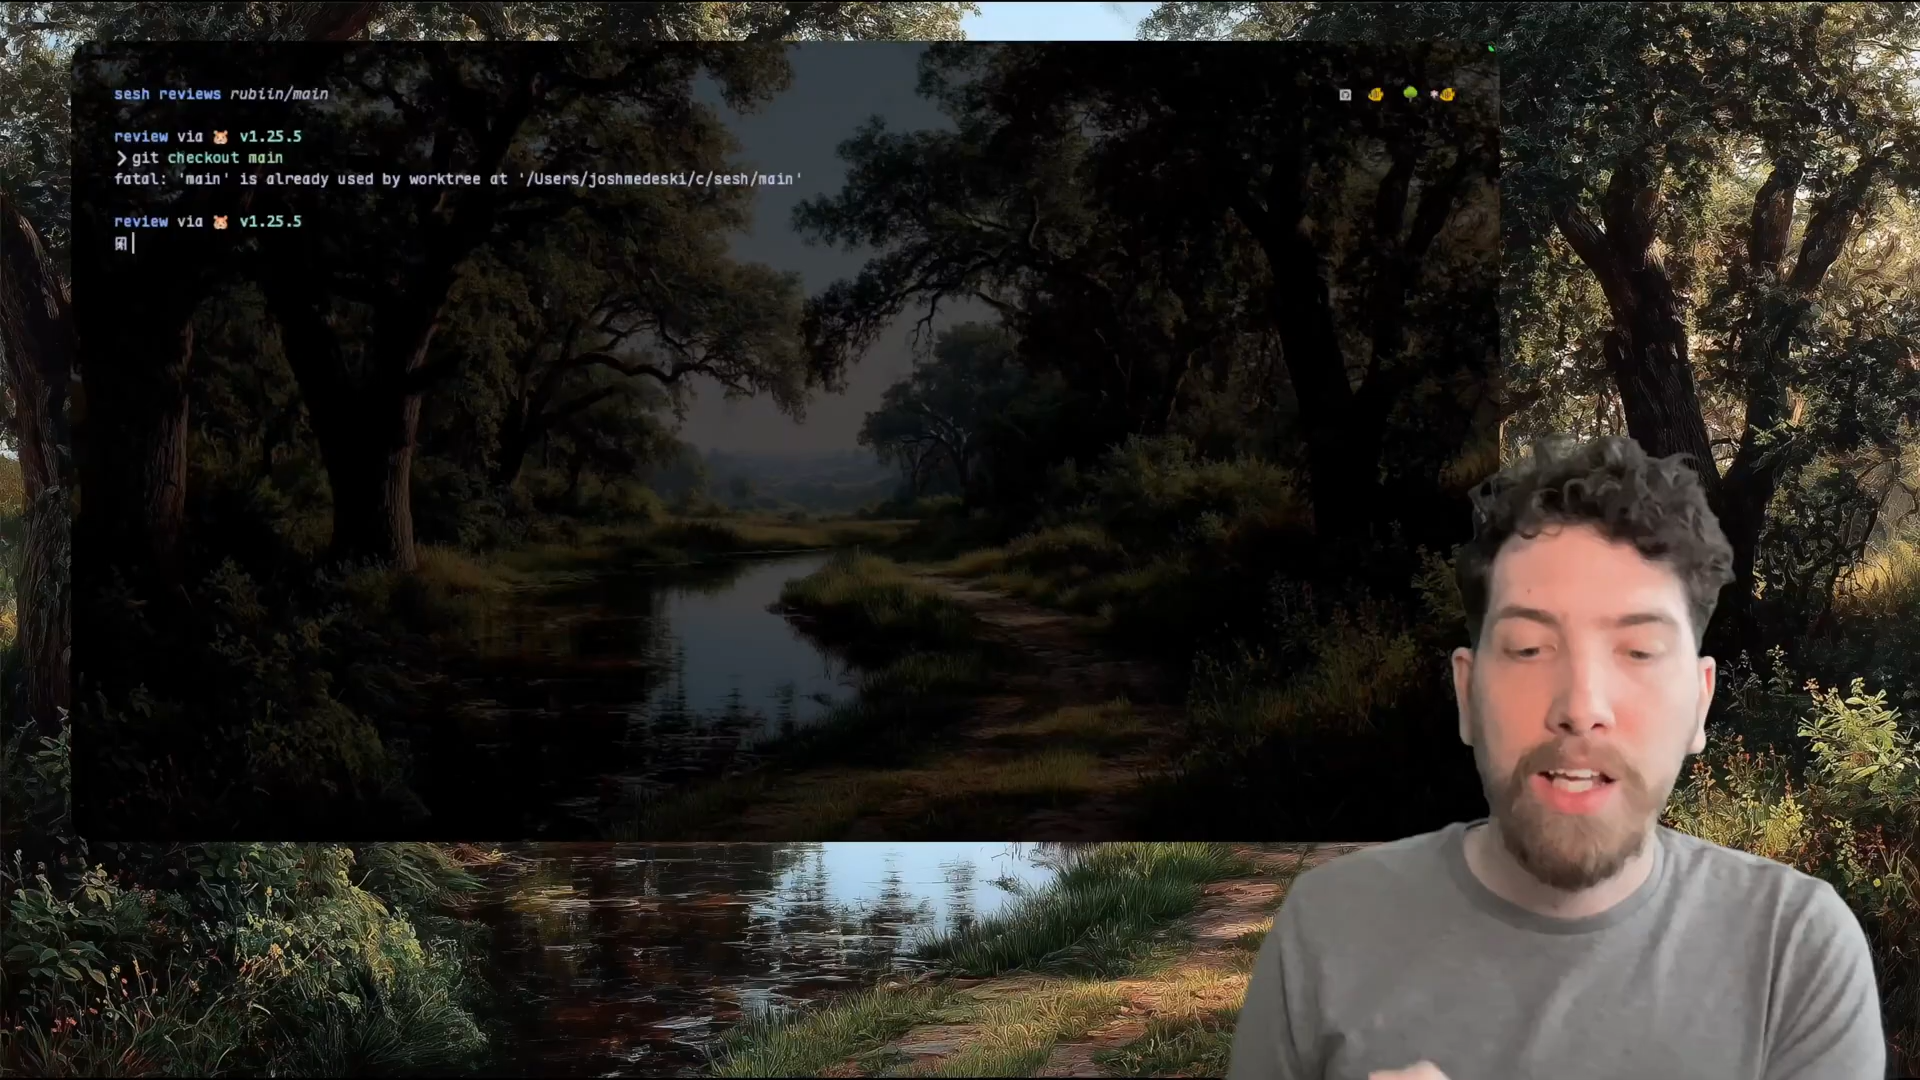 sesh reviews rubiin/main
review via v1.25.5
❯ git checkout main
fatal: 'main' is already used by worktree at '/Users/joshmedeski/c/sesh/main'
review via v1.25.5